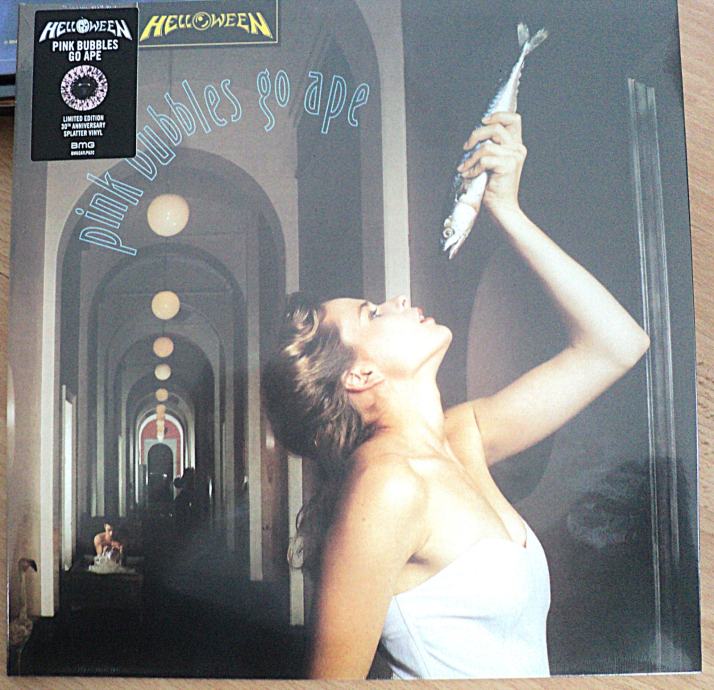 HELLOWEEN
PINK BUBBLES
GO APE
LIMITED EDITION
30TH ANNIVERSARY
SPLATTER VINYL
BMG
HELLOWEEN
pink bubbles go ape